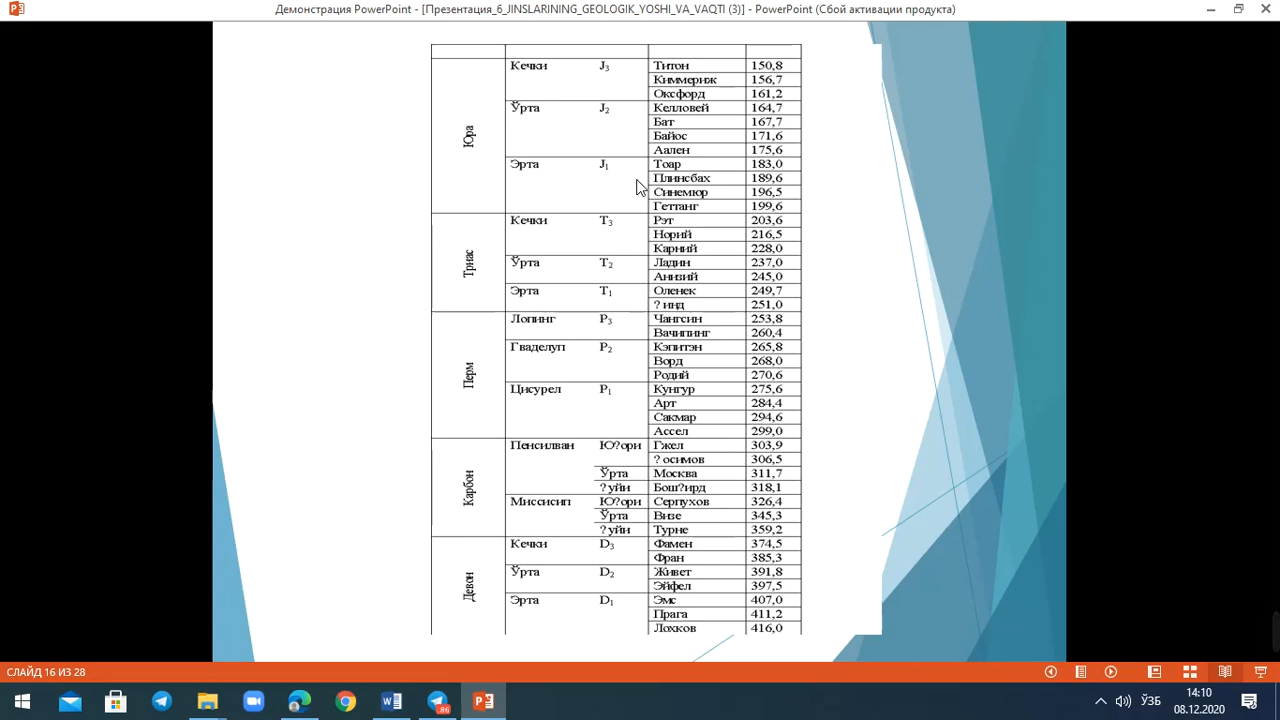 Демонстрация PowerPoint - [Презентация_6_JINSLARINING_GEOLOGIK_YOSHI_VA_VAQTI (3)] - PowerPoint (Сбой активации продукта)
Юра Кечки J3 Титон 150,8
Киммериж 156,7
Оксфорд 161,2
Ўрта J2 Келловей 164,7
Бат 167,7
Байос 171,6
Аален 175,6
Эрта J1 Тоар 183,0
Плинсбах 189,6
Синемюр 196,5
Геттанг 199,6
Триас Кечки T3 Рэт 203,6
Норий 216,5
Карний 228,0
Ўрта T2 Ладин 237,0
Анизий 245,0
Эрта T1 Оленек 249,7
? инд 251,0
Перм Лопинг P3 Чангсин 253,8
Вачипинг 260,4
Гваделуп P2 Кэпитэн 265,8
Ворд 268,0
Родий 270,6
Цисурел P1 Кунгур 275,6
Арт 284,4
Сакмар 294,6
Ассел 299,0
Карбон Пенсилван Ю?ори Гжел 303,9
? осимов 306,5
Ўрта Москва 311,7
? уйи Бош?ирд 318,1
Миссисип Ю?ори Серпухов 326,4
Ўрта Визе 345,3
? уйи Турне 359,2
Девон Кечки D3 Фамен 374,5
Фран 385,3
Ўрта D2 Живет 391,8
Эйфел 397,5
Эрта D1 Эмс 407,0
Прага 411,2
Лохков 416,0
СЛАЙД 16 ИЗ 28
86
ЎЗБ
14:10
08.12.2020